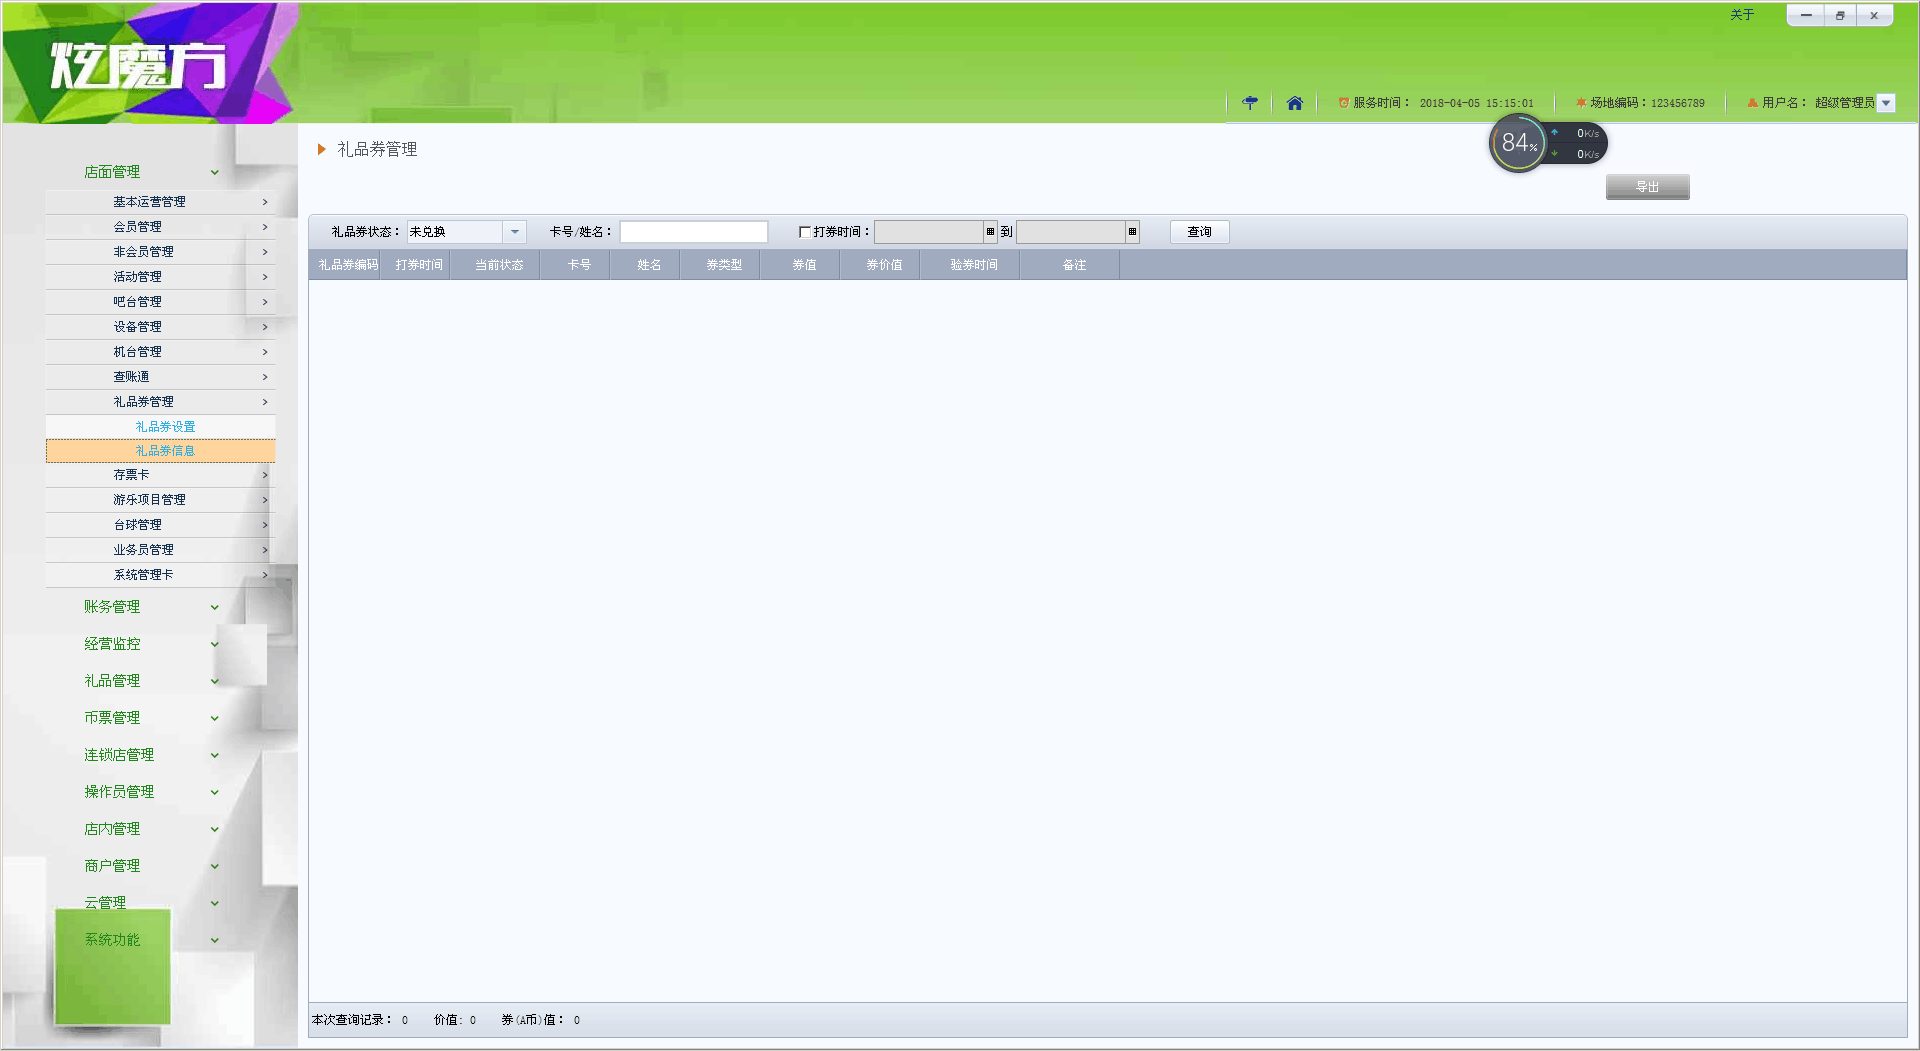 炫魔方
关于
服务时间： 2018-04-05 15:15:01
场地编码：123456789
用户名： 超级管理员
84%
0K/s
0K/s
礼品券管理
导出
礼品券状态： 未兑换
卡号/姓名：
打券时间：
到
查询
礼品券编码 打券时间 当前状态 卡号 姓名 券类型 券值 券价值 验券时间 备注
店面管理
基本运营管理
会员管理
非会员管理
活动管理
吧台管理
设备管理
机台管理
查账通
礼品券管理
礼品券设置
礼品券信息
存票卡
游乐项目管理
台球管理
业务员管理
系统管理卡
账务管理
经营监控
礼品管理
币票管理
连锁店管理
操作员管理
店内管理
商户管理
云管理
系统功能
本次查询记录： 0 价值: 0 券(A币)值： 0